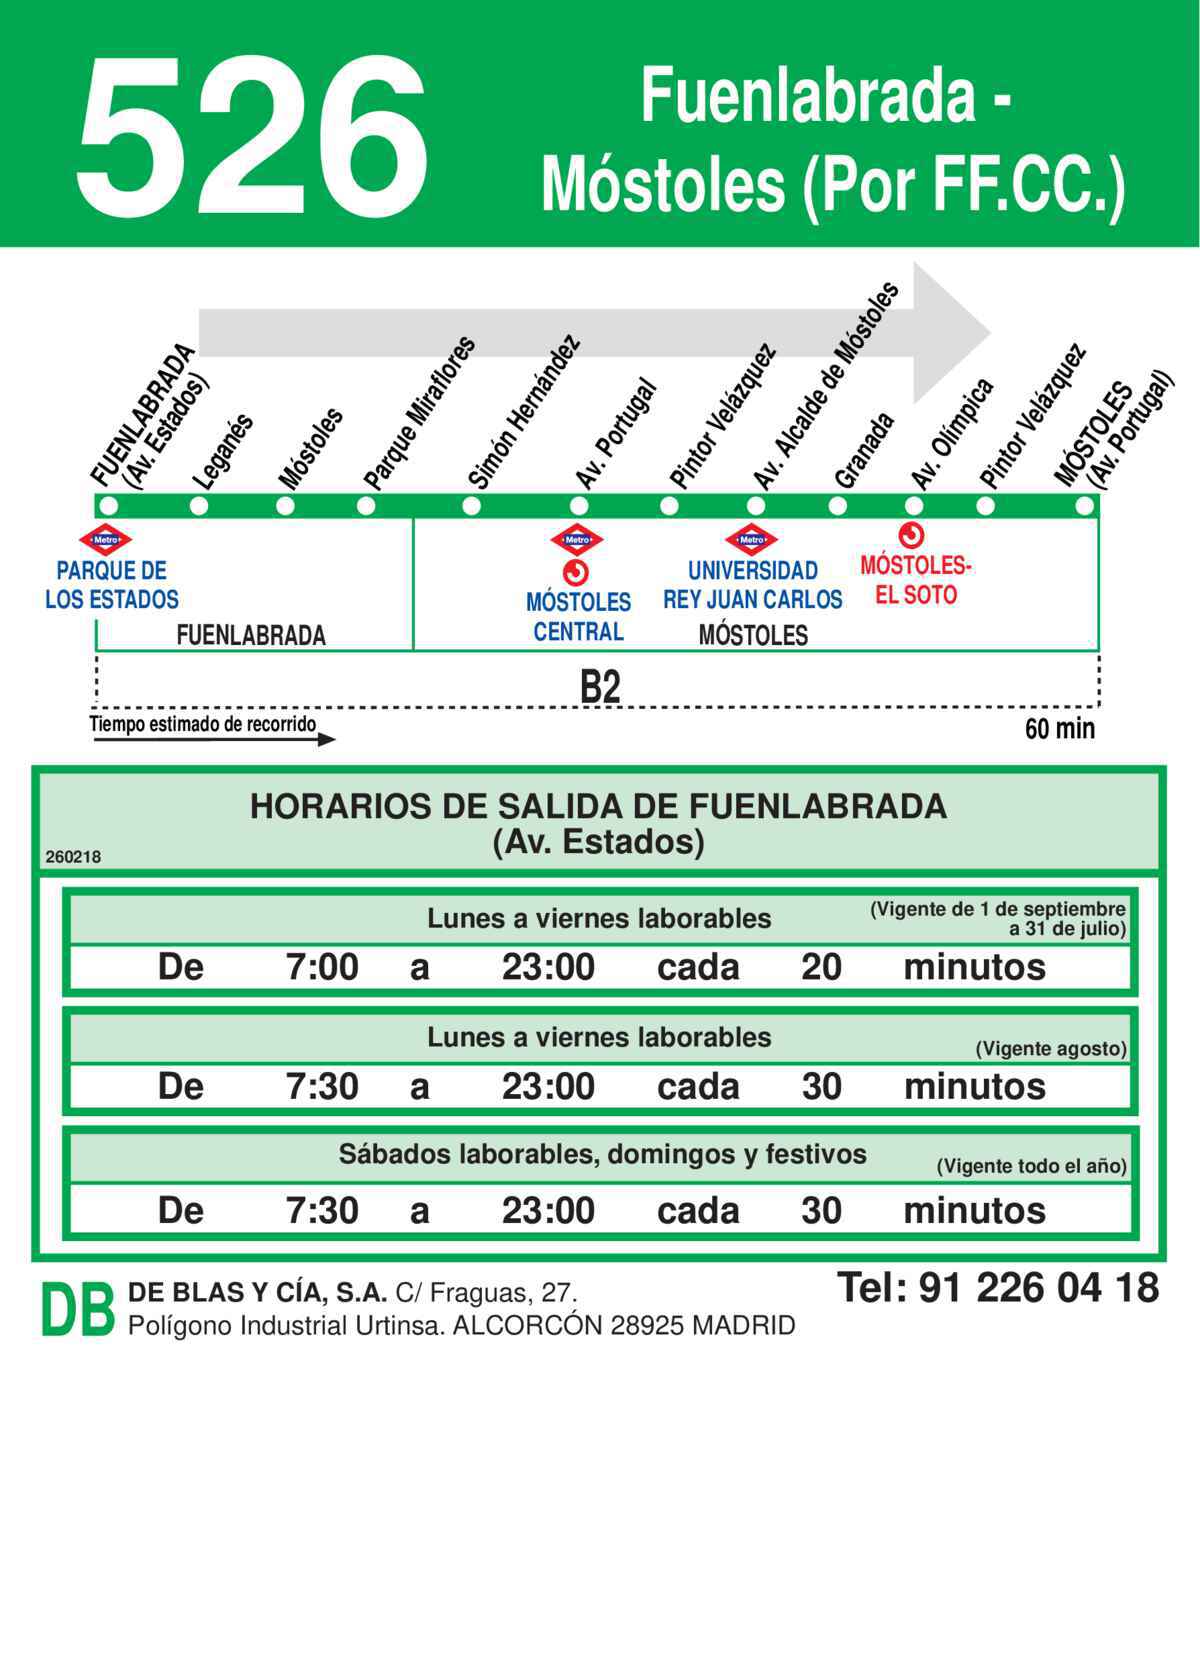 526
Fuenlabrada -
Móstoles (Por FF.CC.)
FUENLABRADA
(Av. Estados)
Leganés
Móstoles
Parque Miraflores
Simón Hernández
Av. Portugal
Pintor Velázquez
Av. Alcalde de Móstoles
Granada
Av. Olímpica
Pintor Velázquez
MÓSTOLES
(Av. Portugal)
Metro
Metro
Metro
PARQUE DE
LOS ESTADOS
MÓSTOLES
CENTRAL
UNIVERSIDAD
REY JUAN CARLOS
MÓSTOLES-
EL SOTO
FUENLABRADA
MÓSTOLES
B2
Tiempo estimado de recorrido
60 min
HORARIOS DE SALIDA DE FUENLABRADA
(Av. Estados)
260218
Lunes a viernes laborables
(Vigente de 1 de septiembre
a 31 de julio)
De 7:00 a 23:00 cada 20 minutos
Lunes a viernes laborables
(Vigente agosto)
De 7:30 a 23:00 cada 30 minutos
Sábados laborables, domingos y festivos
(Vigente todo el año)
De 7:30 a 23:00 cada 30 minutos
DB
DE BLAS Y CÍA, S.A. C/ Fraguas, 27.
Polígono Industrial Urtinsa. ALCORCÓN 28925 MADRID
Tel: 91 226 04 18